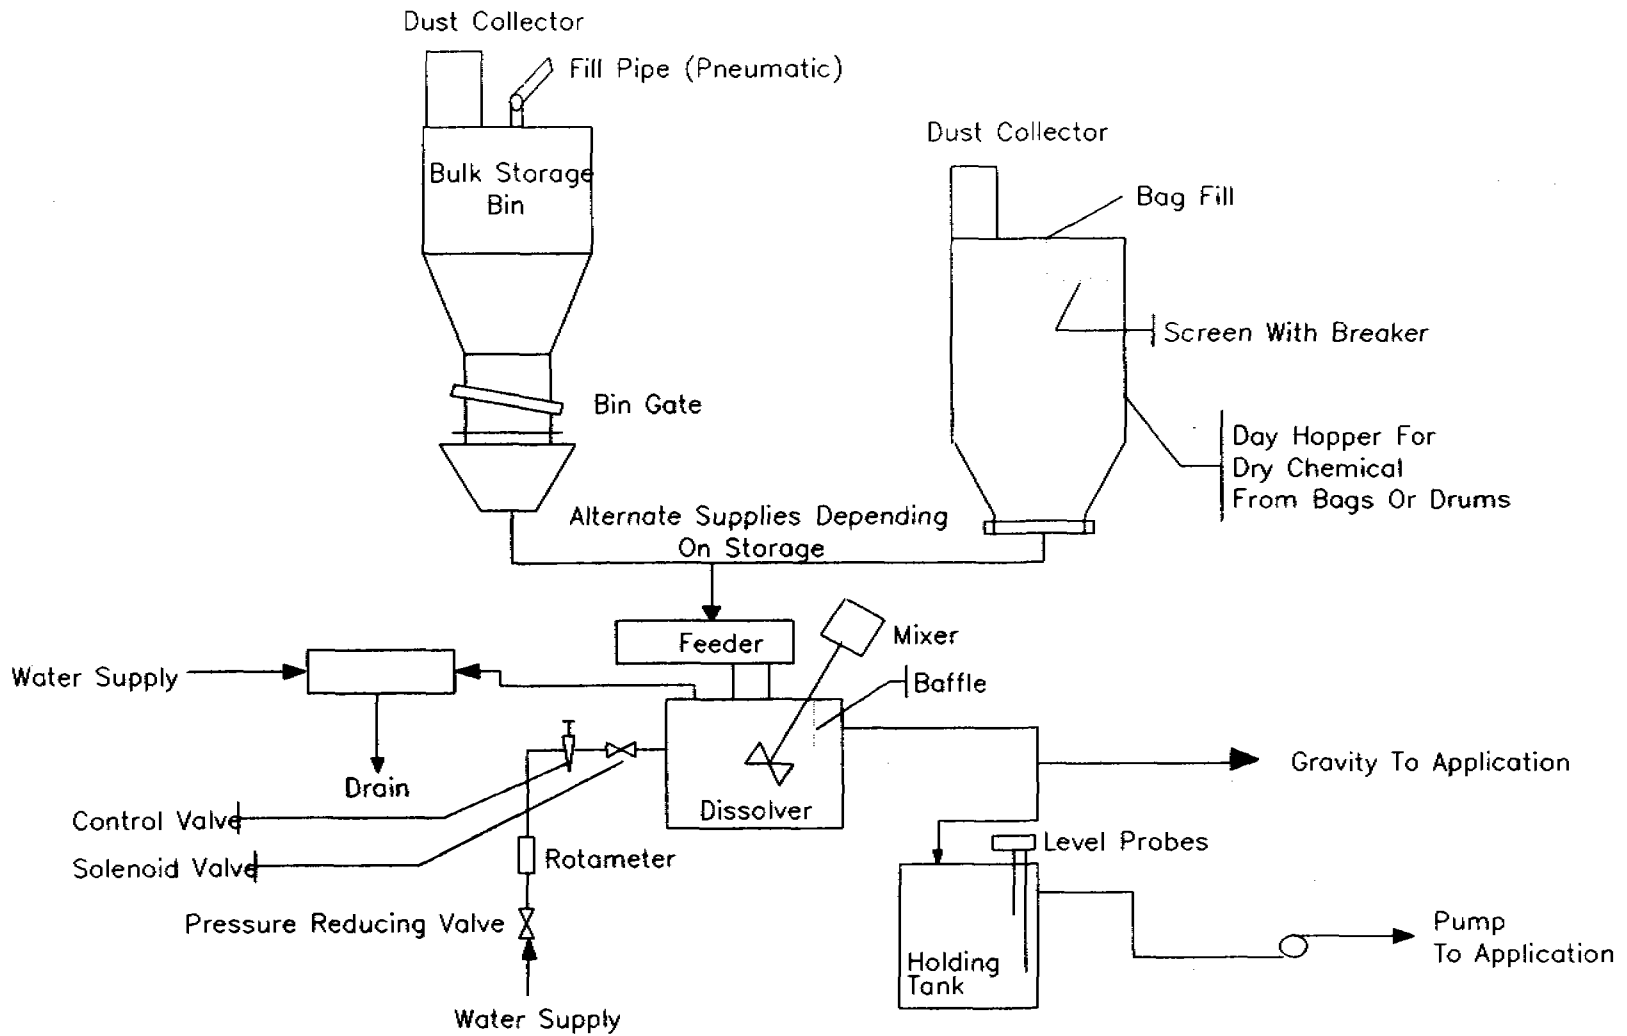 Dust Collector
Fill Pipe (Pneumatic)
Bulk Storage
Bin
Dust Collector
Bag Fill
Screen With Breaker
Bin Gate
Day Hopper For
Dry Chemical
From Bags Or Drums
Alternate Supplies Depending
On Storage
Feeder
Mixer
Water Supply
Baffle
Drain
Dissolver
Gravity To Application
Control Valve
Solenoid Valve
Rotameter
Level Probes
Pressure Reducing Valve
Holding
Tank
Pump
To Application
Water Supply